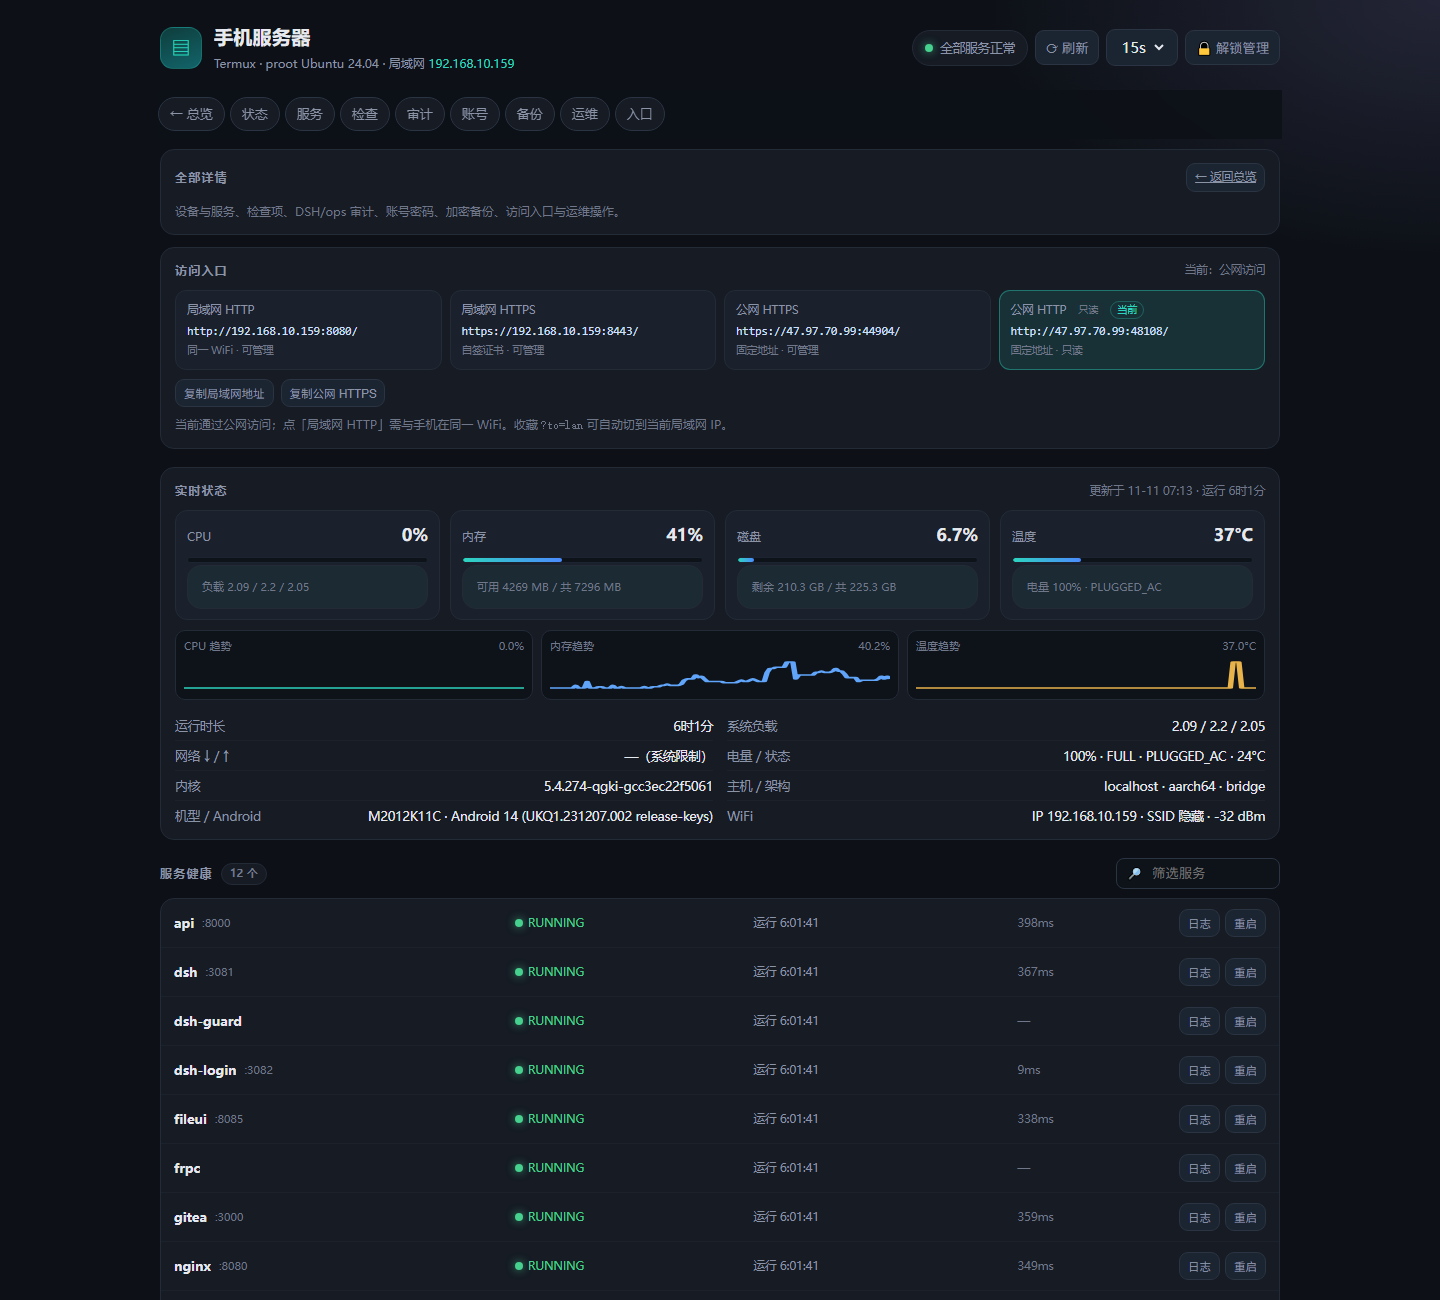 手机服务器
Termux · proot Ubuntu 24.04 · 局域网 192.168.10.159
全部服务正常
⟳ 刷新
15s
解锁管理
← 总览
状态
服务
检查
审计
账号
备份
运维
入口
全部详情
← 返回总览
设备与服务、检查项、DSH/ops 审计、账号密码、加密备份、访问入口与运维操作。
访问入口
当前：公网访问
局域网 HTTP
http://192.168.10.159:8080/
同一 WiFi · 可管理
局域网 HTTPS
https://192.168.10.159:8443/
自签证书 · 可管理
公网 HTTPS
https://47.97.70.99:44904/
固定地址 · 可管理
公网 HTTP 只读 当前
http://47.97.70.99:48108/
固定地址 · 只读
复制局域网地址
复制公网 HTTPS
当前通过公网访问；点「局域网 HTTP」需与手机在同一 WiFi。收藏 ?to=lan 可自动切到当前局域网 IP。
实时状态
更新于 11-11 07:13 · 运行 6时1分
CPU 0%
负载 2.09 / 2.2 / 2.05
内存 41%
可用 4269 MB / 共 7296 MB
磁盘 6.7%
剩余 210.3 GB / 共 225.3 GB
温度 37°C
电量 100% · PLUGGED_AC
CPU 趋势 0.0%
内存趋势 40.2%
温度趋势 37.0°C
运行时长 6时1分
系统负载 2.09 / 2.2 / 2.05
网络 ↓ / ↑ —（系统限制）
电量 / 状态 100% · FULL · PLUGGED_AC · 24°C
内核 5.4.274-qgki-gcc3ec22f5061
主机 / 架构 localhost · aarch64 · bridge
机型 / Android M2012K11C · Android 14 (UKQ1.231207.002 release-keys)
WiFi IP 192.168.10.159 · SSID 隐藏 · -32 dBm
服务健康 12 个
筛选服务
api :8000 RUNNING 运行 6:01:41 398ms 日志 重启
dsh :3081 RUNNING 运行 6:01:41 367ms 日志 重启
dsh-guard RUNNING 运行 6:01:41 — 日志 重启
dsh-login :3082 RUNNING 运行 6:01:41 9ms 日志 重启
fileui :8085 RUNNING 运行 6:01:41 338ms 日志 重启
frpc RUNNING 运行 6:01:41 — 日志 重启
gitea :3000 RUNNING 运行 6:01:41 359ms 日志 重启
nginx :8080 RUNNING 运行 6:01:41 349ms 日志 重启